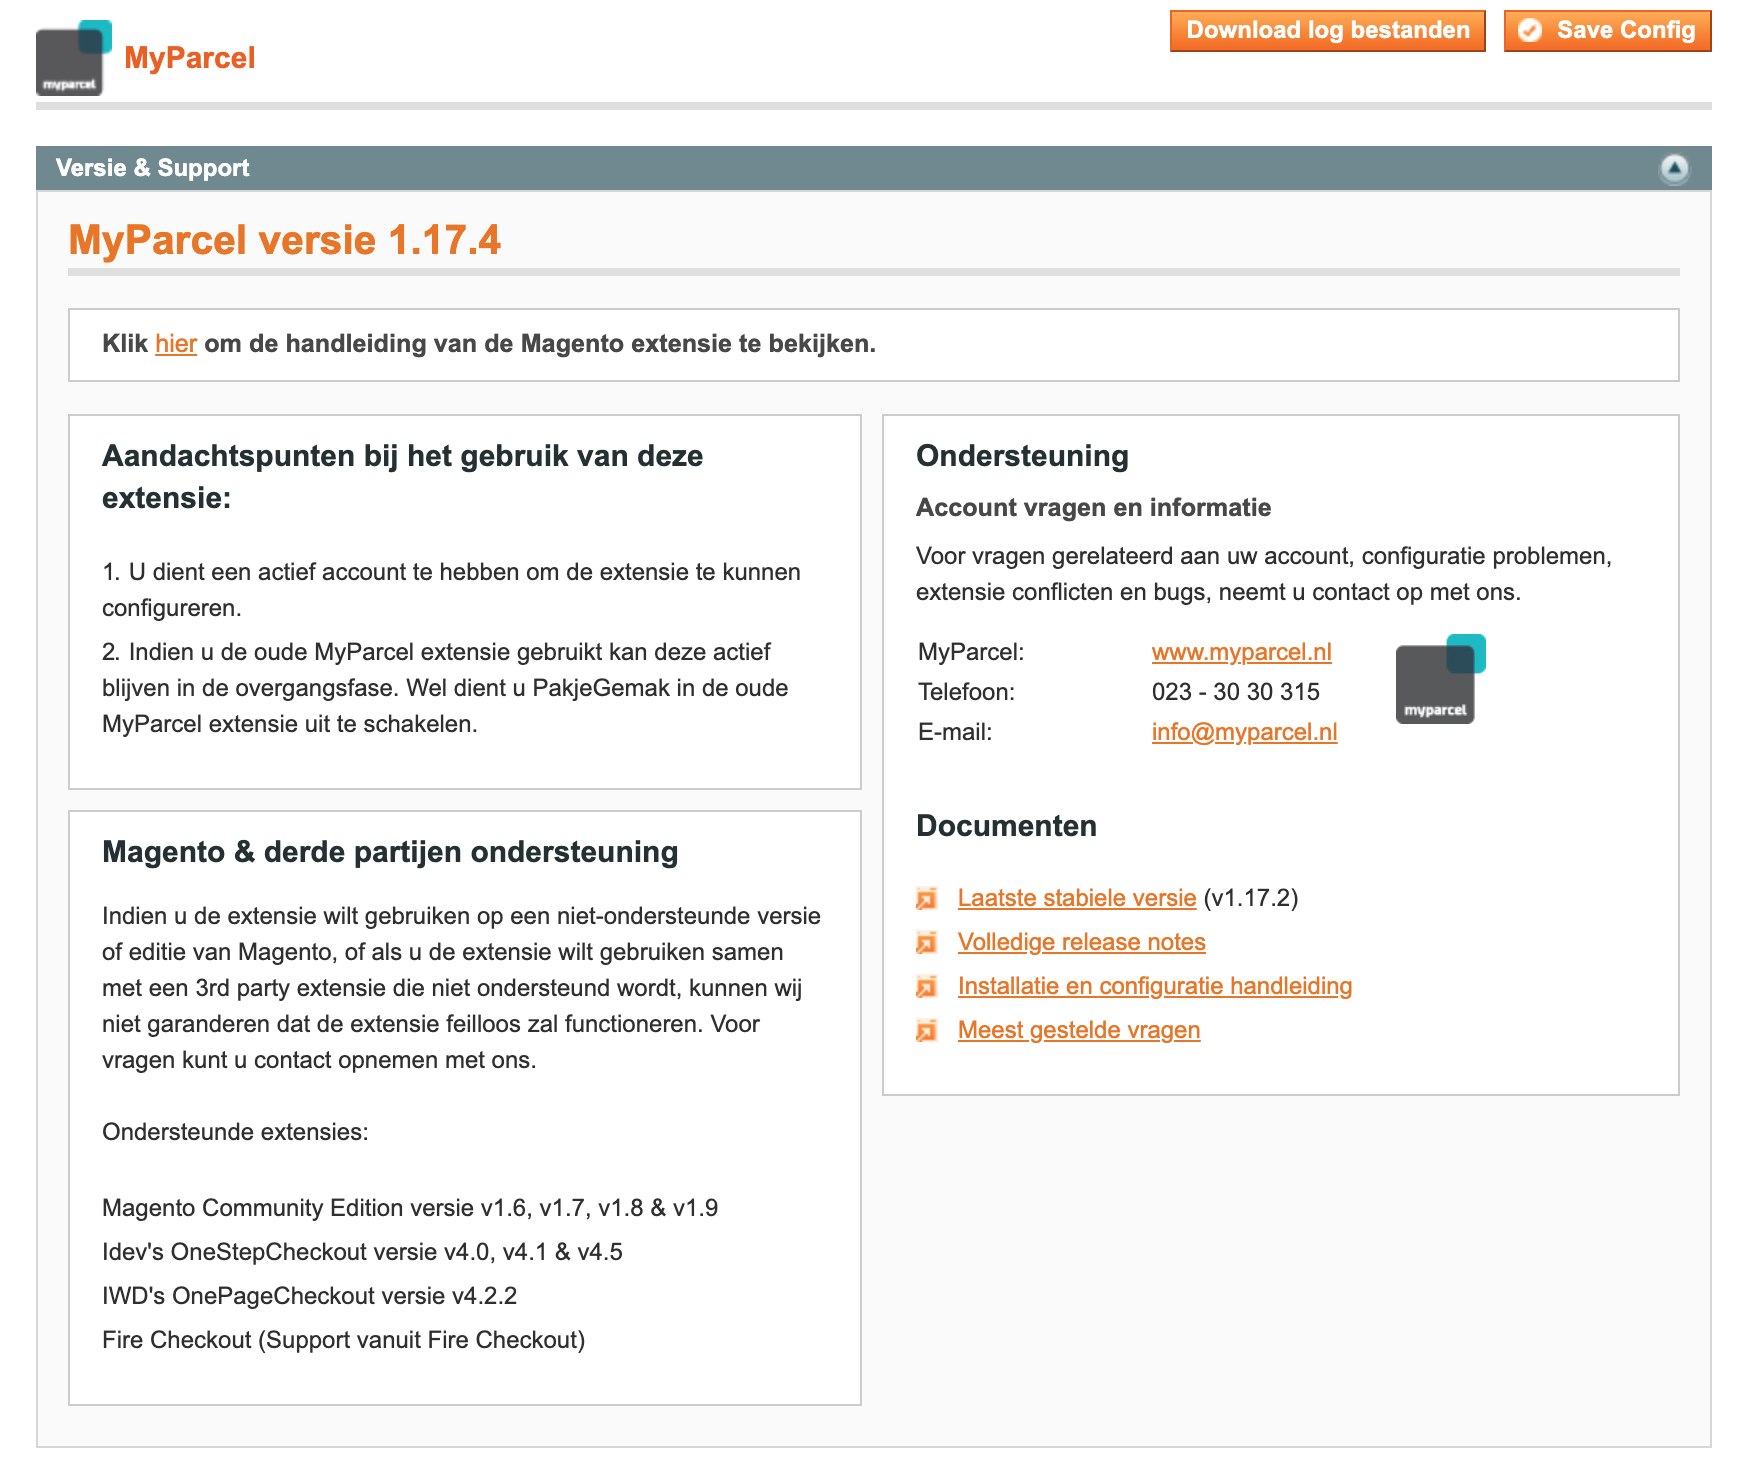 myparcel
MyParcel
Download log bestanden
Save Config
Versie & Support
MyParcel versie 1.17.4
Klik hier om de handleiding van de Magento extensie te bekijken.
Aandachtspunten bij het gebruik van deze
extensie:
1. U dient een actief account te hebben om de extensie te kunnen
configureren.
2. Indien u de oude MyParcel extensie gebruikt kan deze actief
blijven in de overgangsfase. Wel dient u PakjeGemak in de oude
MyParcel extensie uit te schakelen.
Magento & derde partijen ondersteuning
Indien u de extensie wilt gebruiken op een niet-ondersteunde versie
of editie van Magento, of als u de extensie wilt gebruiken samen
met een 3rd party extensie die niet ondersteund wordt, kunnen wij
niet garanderen dat de extensie feilloos zal functioneren. Voor
vragen kunt u contact opnemen met ons.
Ondersteunde extensies:
Magento Community Edition versie v1.6, v1.7, v1.8 & v1.9
Idev's OneStepCheckout versie v4.0, v4.1 & v4.5
IWD's OnePageCheckout versie v4.2.2
Fire Checkout (Support vanuit Fire Checkout)
Ondersteuning
Account vragen en informatie
Voor vragen gerelateerd aan uw account, configuratie problemen,
extensie conflicten en bugs, neemt u contact op met ons.
MyParcel: www.myparcel.nl
Telefoon: 023 - 30 30 315
E-mail: info@myparcel.nl
myparcel
Documenten
Laatste stabiele versie (v1.17.2)
Volledige release notes
Installatie en configuratie handleiding
Meest gestelde vragen